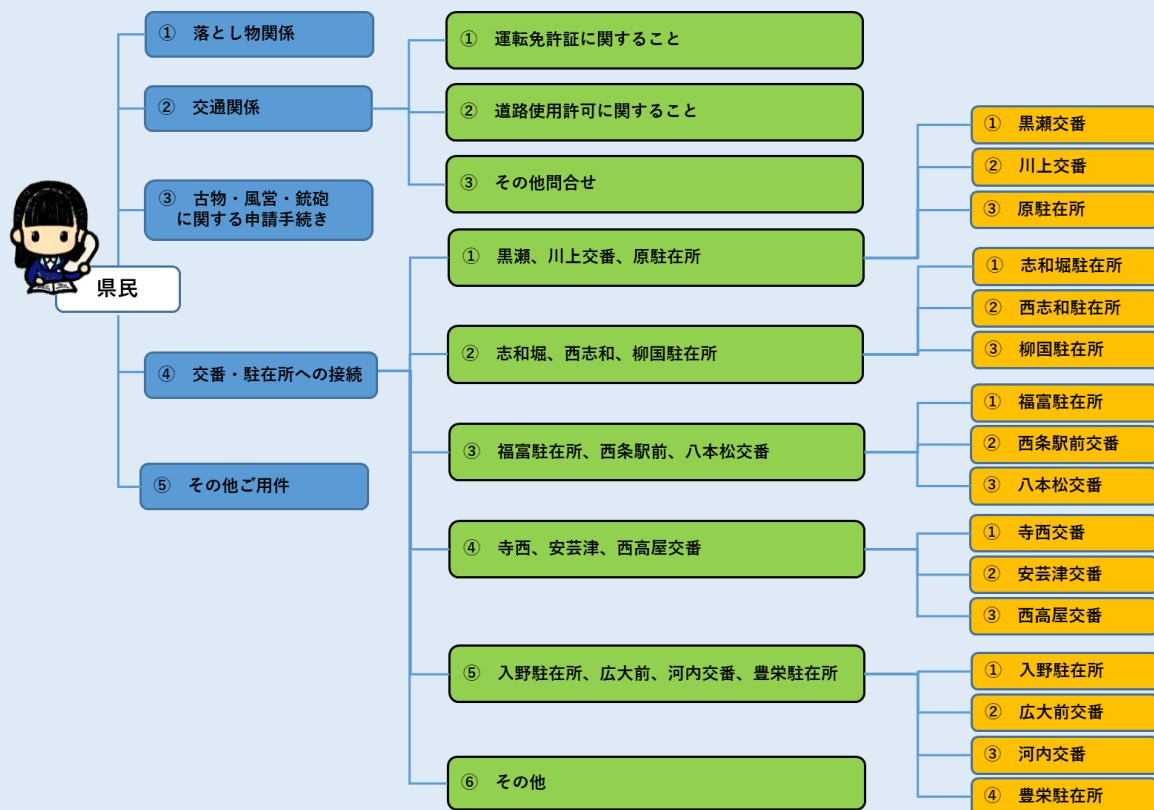 県民
① 落とし物関係
② 交通関係
③ 古物・風営・銃砲
に関する申請手続き
④ 交番・駐在所への接続
⑤ その他ご用件
① 運転免許証に関すること
② 道路使用許可に関すること
③ その他問合せ
① 黒瀬、川上交番、原駐在所
② 志和堀、西志和、柳国駐在所
③ 福富駐在所、西条駅前、八本松交番
④ 寺西、安芸津、西高屋交番
⑤ 入野駐在所、広大前、河内交番、豊栄駐在所
⑥ その他
① 黒瀬交番
② 川上交番
③ 原駐在所
① 志和堀駐在所
② 西志和駐在所
③ 柳国駐在所
① 福富駐在所
② 西条駅前交番
③ 八本松交番
① 寺西交番
② 安芸津交番
③ 西高屋交番
① 入野駐在所
② 広大前交番
③ 河内交番
④ 豊栄駐在所